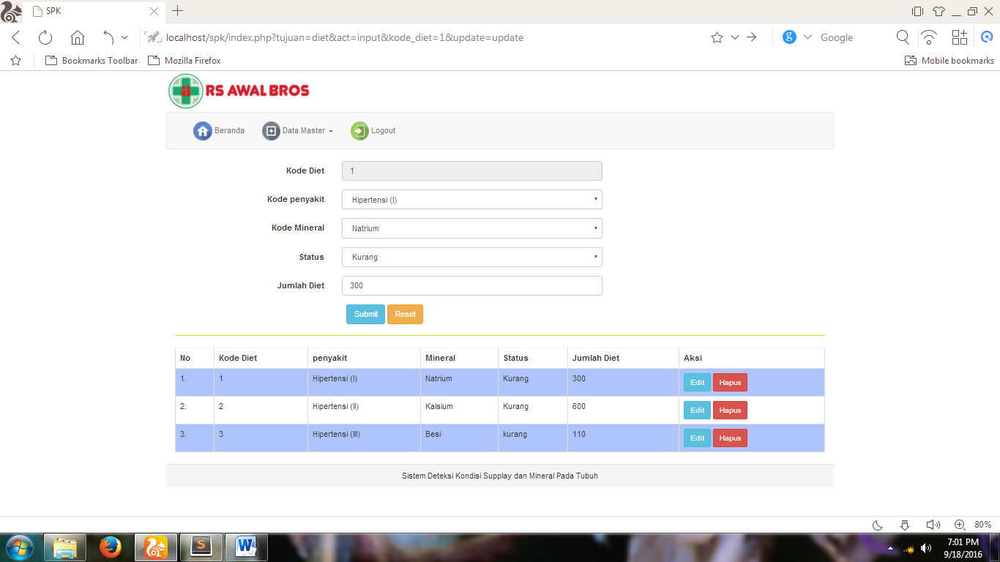 SPK
localhost/spk/index.php?tujuan=diet&act=input&kode_diet=1&update=update
g Google
Bookmarks Toolbar Mozilla Firefox Mobile bookmarks
RS AWAL BROS
Beranda Data Master Logout
Kode Diet 1
Kode penyakit Hipertensi (I)
Kode Mineral Natrium
Status Kurang
Jumlah Diet 300
Submit Reset
No Kode Diet penyakit Mineral Status Jumlah Diet Aksi
1. 1 Hipertensi (I) Natrium Kurang 300 Edit Hapus
2. 2 Hipertensi (II) Kalsium Kurang 600 Edit Hapus
3. 3 Hipertensi (III) Besi kurang 110 Edit Hapus
Sistem Deteksi Kondisi Supplay dan Mineral Pada Tubuh
80%
7:01 PM
9/18/2016